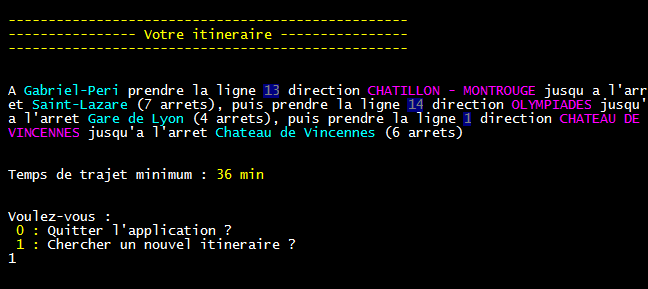 --------------------------------------------------
---------------- Votre itineraire ----------------
--------------------------------------------------
A Gabriel-Peri prendre la ligne 13 direction CHATILLON - MONTROUGE jusqu a l'arr
et Saint-Lazare (7 arrets), puis prendre la ligne 14 direction OLYMPIADES jusqu'
a l'arret Gare de Lyon (4 arrets), puis prendre la ligne 1 direction CHATEAU DE
VINCENNES jusqu'a l'arret Chateau de Vincennes (6 arrets)
Temps de trajet minimum : 36 min
Voulez-vous :
0 : Quitter l'application ?
1 : Chercher un nouvel itineraire ?
1